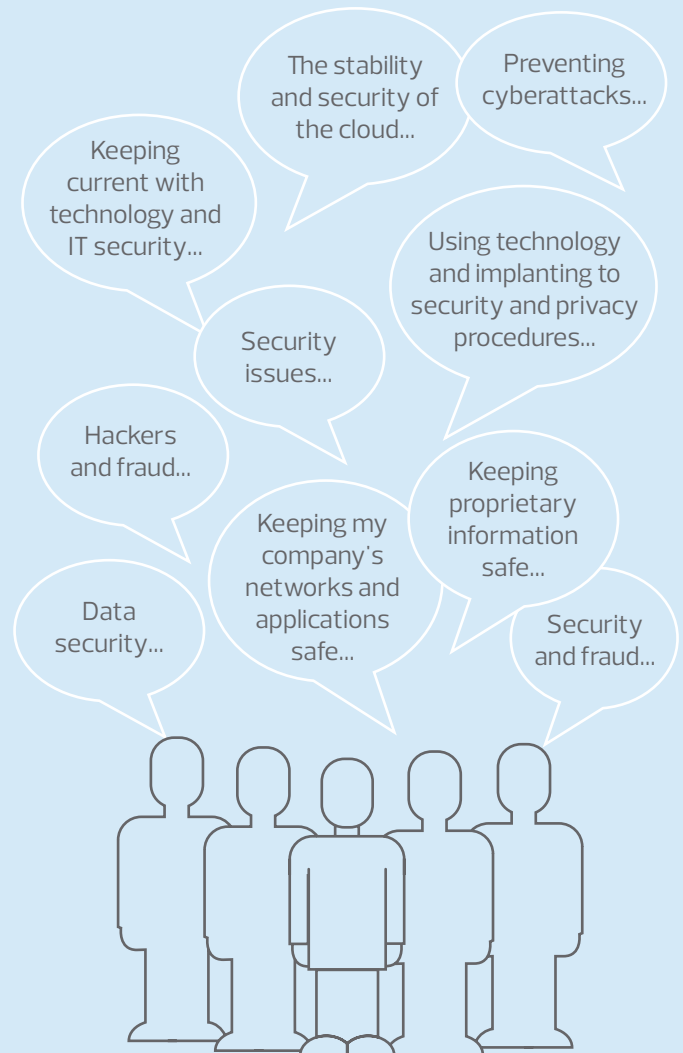 The stability
and security of
the cloud...
Preventing
cyberattacks...
Keeping
current with
technology and
IT security...
Using technology
and implanting to
security and privacy
procedures...
Security
issues...
Hackers
and fraud...
Keeping
proprietary
information
safe...
Keeping my
company's
networks and
applications
safe...
Data
security...
Security
and fraud...